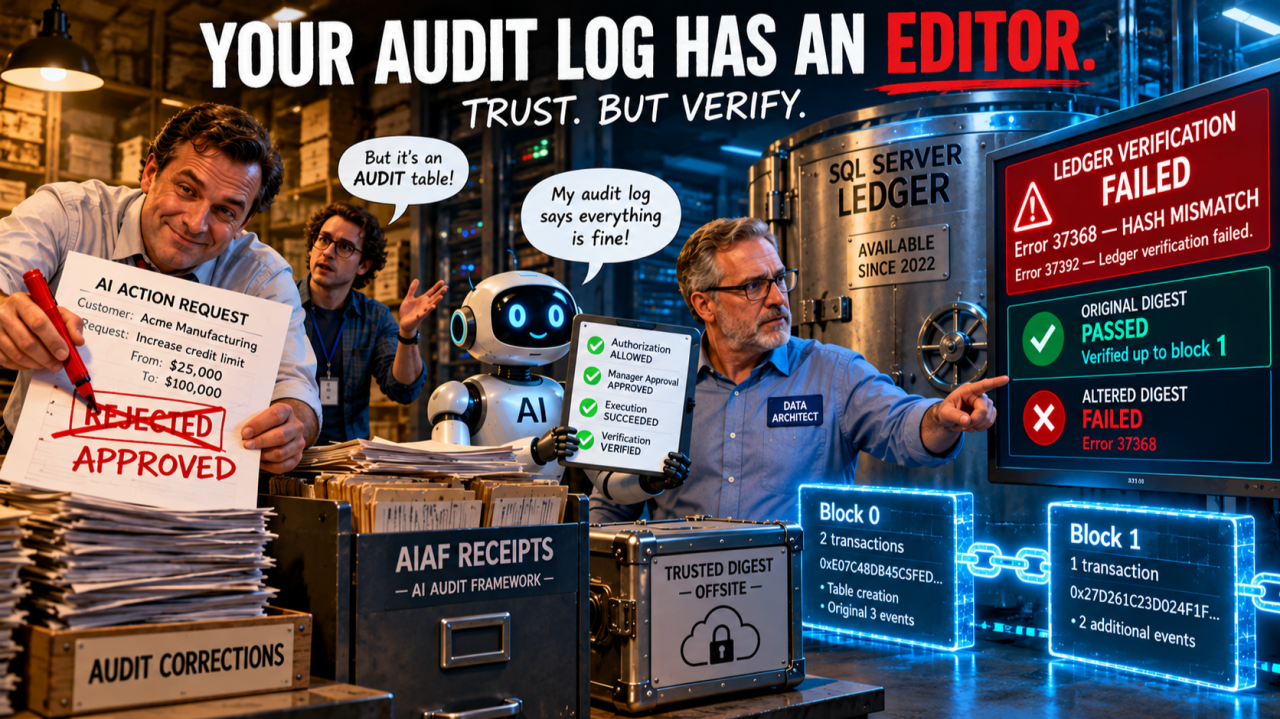 YOUR AUDIT LOG HAS AN EDITOR.
TRUST. BUT VERIFY.
But it's an
AUDIT table!
My audit log
says everything
is fine!
AI ACTION REQUEST
Customer: Acme Manufacturing
Request: Increase credit limit
From: $25,000
To: $100,000
REJECTED
APPROVED
AUDIT CORRECTIONS
AI
Authorization
ALLOWED
Manager Approval
APPROVED
Execution
SUCCEEDED
Verification
VERIFIED
AIAF RECEIPTS
— AI AUDIT FRAMEWORK —
DATA
ARCHITECT
TRUSTED DIGEST
— OFFSITE —
SQL SERVER
LEDGER
AVAILABLE
SINCE 2022
LEDGER VERIFICATION
FAILED
Error 37368 — HASH MISMATCH
Error 37392 — Ledger verification failed.
ORIGINAL DIGEST
PASSED
Verified up to block 1
ALTERED DIGEST
FAILED
Error 37368
Block 0
2 transactions
0xE07C48DB45CSFED...
• Table creation
• Original 3 events
Block 1
1 transaction
0x27D261C23D024F1F...
• 2 additional events